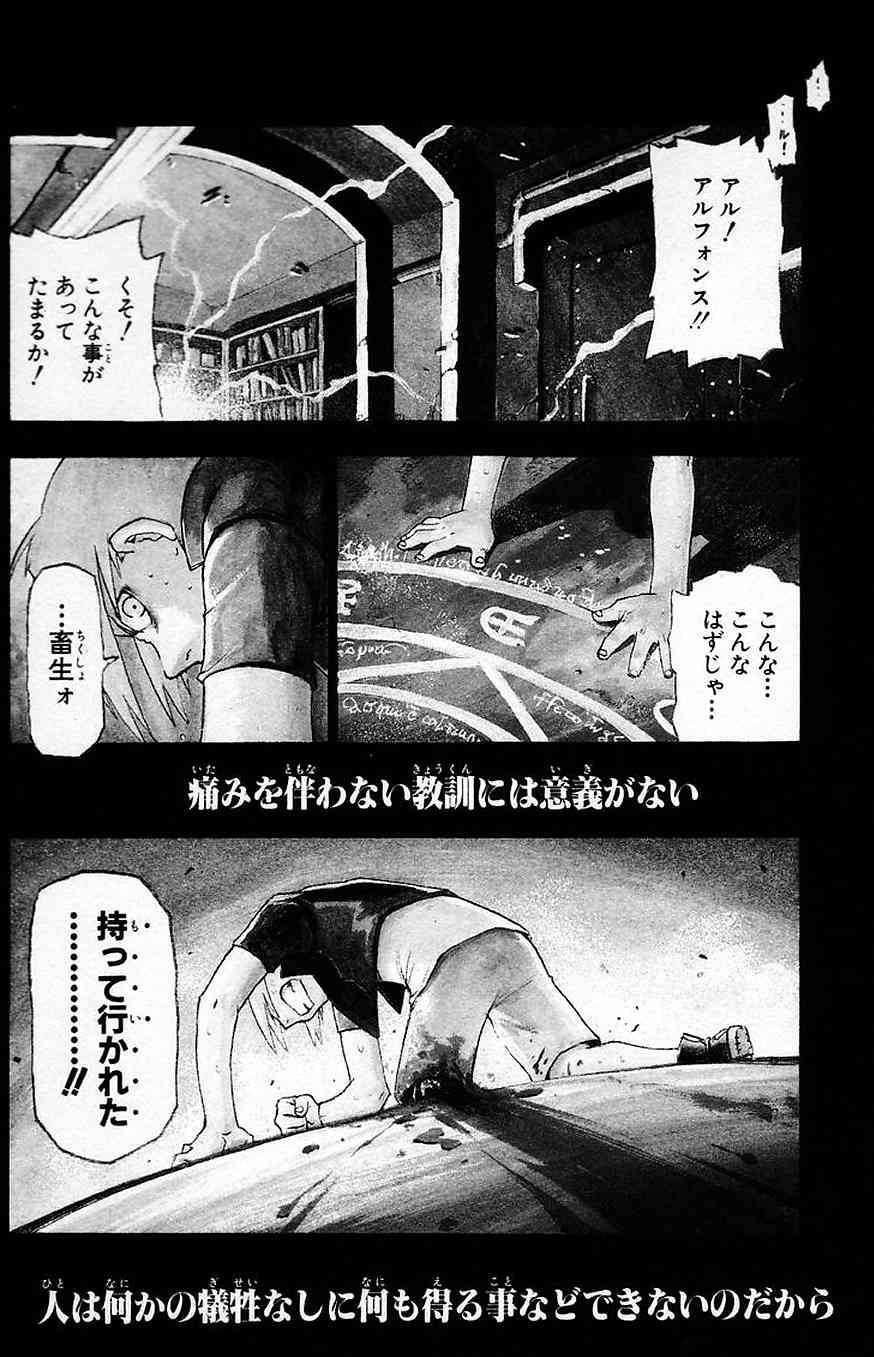 …
…ル!
アル!
アルフォンス!!
くそ!
こんな事が
あって
たまるか!
こんな…
こんな
はずじゃ…
…畜生ォ
痛みを伴わない教訓には意義がない
持って行かれた
…………!!
人は何かの犠牲なしに何も得る事などできないのだから